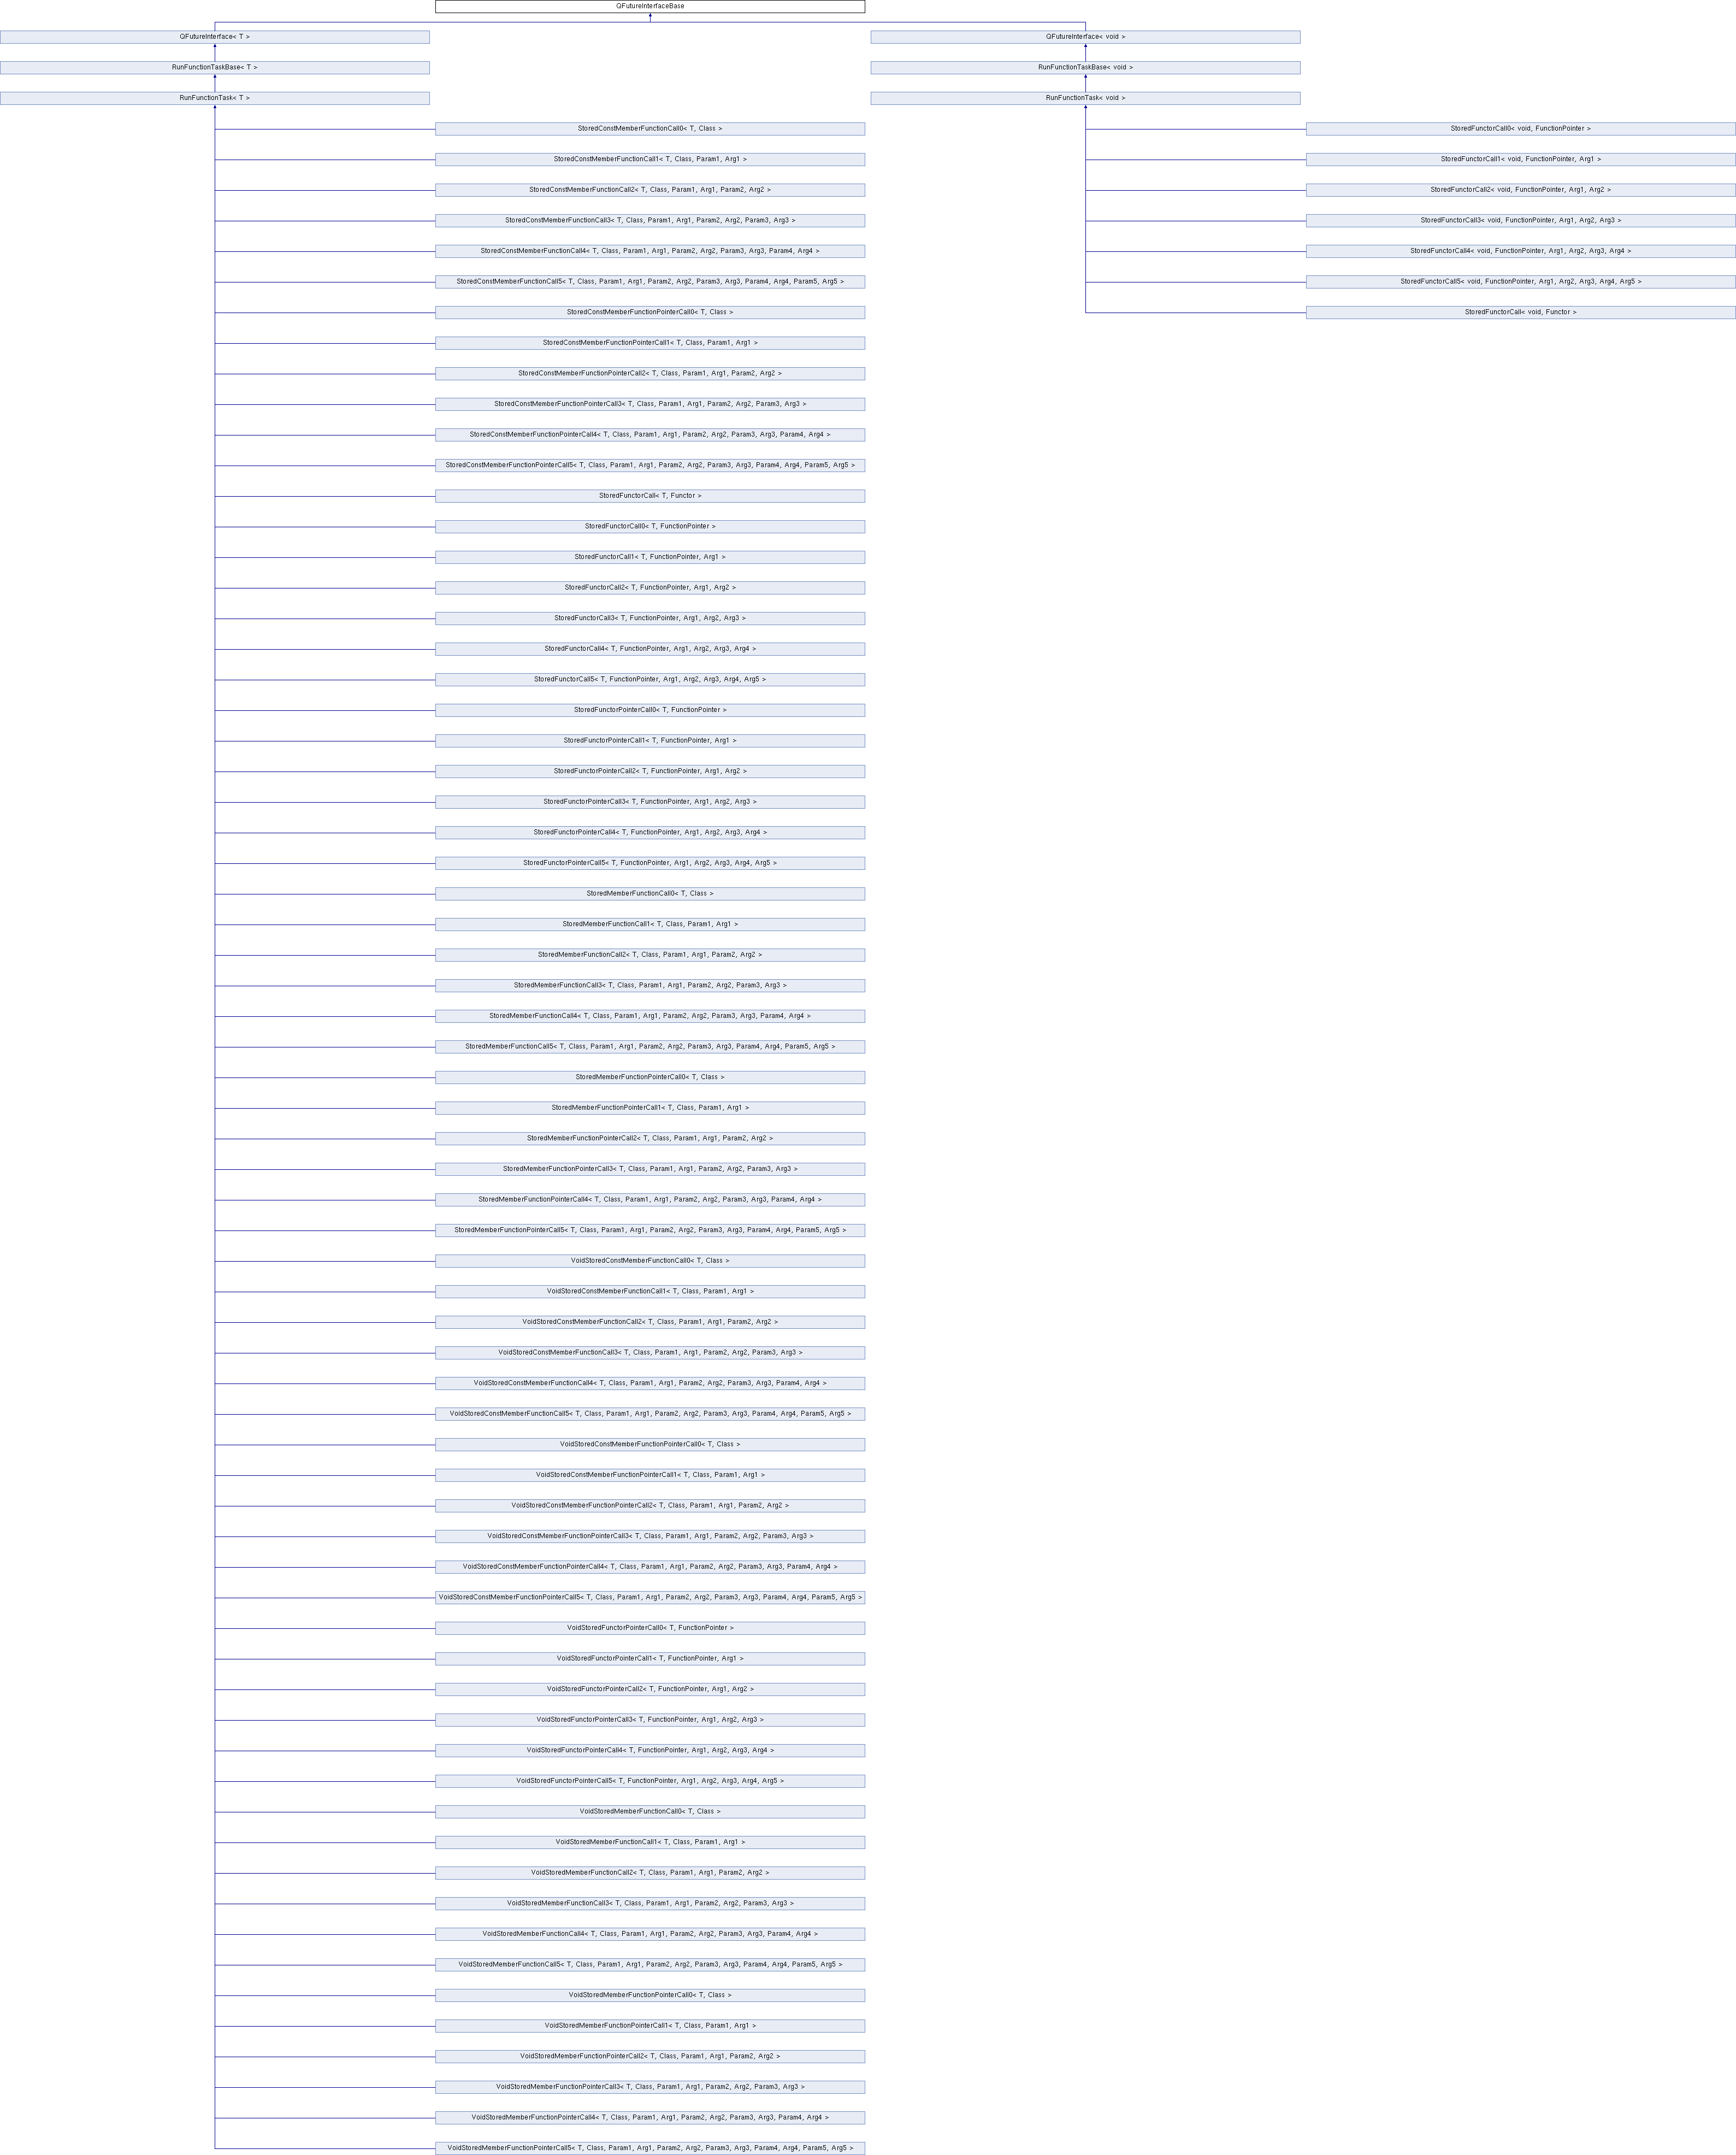 QFutureInterfaceBase
QFutureInterface< T >
QFutureInterface< void >
RunFunctionTaskBase< T >
RunFunctionTaskBase< void >
RunFunctionTask< T >
RunFunctionTask< void >
StoredConstMemberFunctionCall0< T, Class >
StoredFunctorCall0< void, FunctionPointer >
StoredConstMemberFunctionCall1< T, Class, Param1, Arg1 >
StoredFunctorCall1< void, FunctionPointer, Arg1 >
StoredConstMemberFunctionCall2< T, Class, Param1, Arg1, Param2, Arg2 >
StoredFunctorCall2< void, FunctionPointer, Arg1, Arg2 >
StoredConstMemberFunctionCall3< T, Class, Param1, Arg1, Param2, Arg2, Param3, Arg3 >
StoredFunctorCall3< void, FunctionPointer, Arg1, Arg2, Arg3 >
StoredConstMemberFunctionCall4< T, Class, Param1, Arg1, Param2, Arg2, Param3, Arg3, Param4, Arg4 >
StoredFunctorCall4< void, FunctionPointer, Arg1, Arg2, Arg3, Arg4 >
StoredConstMemberFunctionCall5< T, Class, Param1, Arg1, Param2, Arg2, Param3, Arg3, Param4, Arg4, Param5, Arg5 >
StoredFunctorCall5< void, FunctionPointer, Arg1, Arg2, Arg3, Arg4, Arg5 >
StoredConstMemberFunctionPointerCall0< T, Class >
StoredFunctorCall< void, Functor >
StoredConstMemberFunctionPointerCall1< T, Class, Param1, Arg1 >
StoredConstMemberFunctionPointerCall2< T, Class, Param1, Arg1, Param2, Arg2 >
StoredConstMemberFunctionPointerCall3< T, Class, Param1, Arg1, Param2, Arg2, Param3, Arg3 >
StoredConstMemberFunctionPointerCall4< T, Class, Param1, Arg1, Param2, Arg2, Param3, Arg3, Param4, Arg4 >
StoredConstMemberFunctionPointerCall5< T, Class, Param1, Arg1, Param2, Arg2, Param3, Arg3, Param4, Arg4, Param5, Arg5 >
StoredFunctorCall< T, Functor >
StoredFunctorCall0< T, FunctionPointer >
StoredFunctorCall1< T, FunctionPointer, Arg1 >
StoredFunctorCall2< T, FunctionPointer, Arg1, Arg2 >
StoredFunctorCall3< T, FunctionPointer, Arg1, Arg2, Arg3 >
StoredFunctorCall4< T, FunctionPointer, Arg1, Arg2, Arg3, Arg4 >
StoredFunctorCall5< T, FunctionPointer, Arg1, Arg2, Arg3, Arg4, Arg5 >
StoredFunctorPointerCall0< T, FunctionPointer >
StoredFunctorPointerCall1< T, FunctionPointer, Arg1 >
StoredFunctorPointerCall2< T, FunctionPointer, Arg1, Arg2 >
StoredFunctorPointerCall3< T, FunctionPointer, Arg1, Arg2, Arg3 >
StoredFunctorPointerCall4< T, FunctionPointer, Arg1, Arg2, Arg3, Arg4 >
StoredFunctorPointerCall5< T, FunctionPointer, Arg1, Arg2, Arg3, Arg4, Arg5 >
StoredMemberFunctionCall0< T, Class >
StoredMemberFunctionCall1< T, Class, Param1, Arg1 >
StoredMemberFunctionCall2< T, Class, Param1, Arg1, Param2, Arg2 >
StoredMemberFunctionCall3< T, Class, Param1, Arg1, Param2, Arg2, Param3, Arg3 >
StoredMemberFunctionCall4< T, Class, Param1, Arg1, Param2, Arg2, Param3, Arg3, Param4, Arg4 >
StoredMemberFunctionCall5< T, Class, Param1, Arg1, Param2, Arg2, Param3, Arg3, Param4, Arg4, Param5, Arg5 >
StoredMemberFunctionPointerCall0< T, Class >
StoredMemberFunctionPointerCall1< T, Class, Param1, Arg1 >
StoredMemberFunctionPointerCall2< T, Class, Param1, Arg1, Param2, Arg2 >
StoredMemberFunctionPointerCall3< T, Class, Param1, Arg1, Param2, Arg2, Param3, Arg3 >
StoredMemberFunctionPointerCall4< T, Class, Param1, Arg1, Param2, Arg2, Param3, Arg3, Param4, Arg4 >
StoredMemberFunctionPointerCall5< T, Class, Param1, Arg1, Param2, Arg2, Param3, Arg3, Param4, Arg4, Param5, Arg5 >
VoidStoredConstMemberFunctionCall0< T, Class >
VoidStoredConstMemberFunctionCall1< T, Class, Param1, Arg1 >
VoidStoredConstMemberFunctionCall2< T, Class, Param1, Arg1, Param2, Arg2 >
VoidStoredConstMemberFunctionCall3< T, Class, Param1, Arg1, Param2, Arg2, Param3, Arg3 >
VoidStoredConstMemberFunctionCall4< T, Class, Param1, Arg1, Param2, Arg2, Param3, Arg3, Param4, Arg4 >
VoidStoredConstMemberFunctionCall5< T, Class, Param1, Arg1, Param2, Arg2, Param3, Arg3, Param4, Arg4, Param5, Arg5 >
VoidStoredConstMemberFunctionPointerCall0< T, Class >
VoidStoredConstMemberFunctionPointerCall1< T, Class, Param1, Arg1 >
VoidStoredConstMemberFunctionPointerCall2< T, Class, Param1, Arg1, Param2, Arg2 >
VoidStoredConstMemberFunctionPointerCall3< T, Class, Param1, Arg1, Param2, Arg2, Param3, Arg3 >
VoidStoredConstMemberFunctionPointerCall4< T, Class, Param1, Arg1, Param2, Arg2, Param3, Arg3, Param4, Arg4 >
VoidStoredConstMemberFunctionPointerCall5< T, Class, Param1, Arg1, Param2, Arg2, Param3, Arg3, Param4, Arg4, Param5, Arg5 >
VoidStoredFunctorPointerCall0< T, FunctionPointer >
VoidStoredFunctorPointerCall1< T, FunctionPointer, Arg1 >
VoidStoredFunctorPointerCall2< T, FunctionPointer, Arg1, Arg2 >
VoidStoredFunctorPointerCall3< T, FunctionPointer, Arg1, Arg2, Arg3 >
VoidStoredFunctorPointerCall4< T, FunctionPointer, Arg1, Arg2, Arg3, Arg4 >
VoidStoredFunctorPointerCall5< T, FunctionPointer, Arg1, Arg2, Arg3, Arg4, Arg5 >
VoidStoredMemberFunctionCall0< T, Class >
VoidStoredMemberFunctionCall1< T, Class, Param1, Arg1 >
VoidStoredMemberFunctionCall2< T, Class, Param1, Arg1, Param2, Arg2 >
VoidStoredMemberFunctionCall3< T, Class, Param1, Arg1, Param2, Arg2, Param3, Arg3 >
VoidStoredMemberFunctionCall4< T, Class, Param1, Arg1, Param2, Arg2, Param3, Arg3, Param4, Arg4 >
VoidStoredMemberFunctionCall5< T, Class, Param1, Arg1, Param2, Arg2, Param3, Arg3, Param4, Arg4, Param5, Arg5 >
VoidStoredMemberFunctionPointerCall0< T, Class >
VoidStoredMemberFunctionPointerCall1< T, Class, Param1, Arg1 >
VoidStoredMemberFunctionPointerCall2< T, Class, Param1, Arg1, Param2, Arg2 >
VoidStoredMemberFunctionPointerCall3< T, Class, Param1, Arg1, Param2, Arg2, Param3, Arg3 >
VoidStoredMemberFunctionPointerCall4< T, Class, Param1, Arg1, Param2, Arg2, Param3, Arg3, Param4, Arg4 >
VoidStoredMemberFunctionPointerCall5< T, Class, Param1, Arg1, Param2, Arg2, Param3, Arg3, Param4, Arg4, Param5, Arg5 >